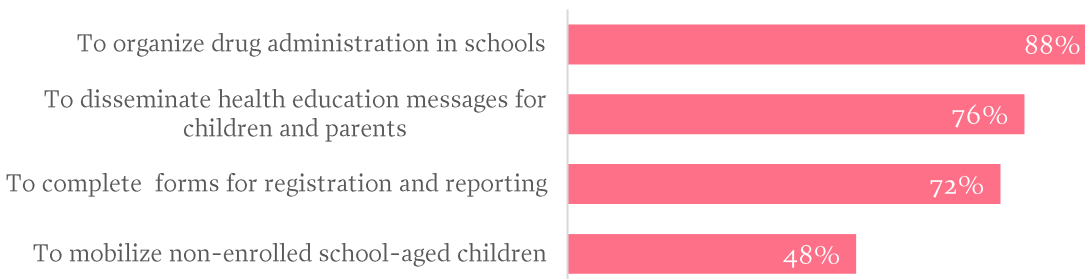 To organize drug administration in schools
88%
To disseminate health education messages for
children and parents
76%
To complete  forms for registration and reporting
72%
To mobilize non-enrolled school-aged children
48%